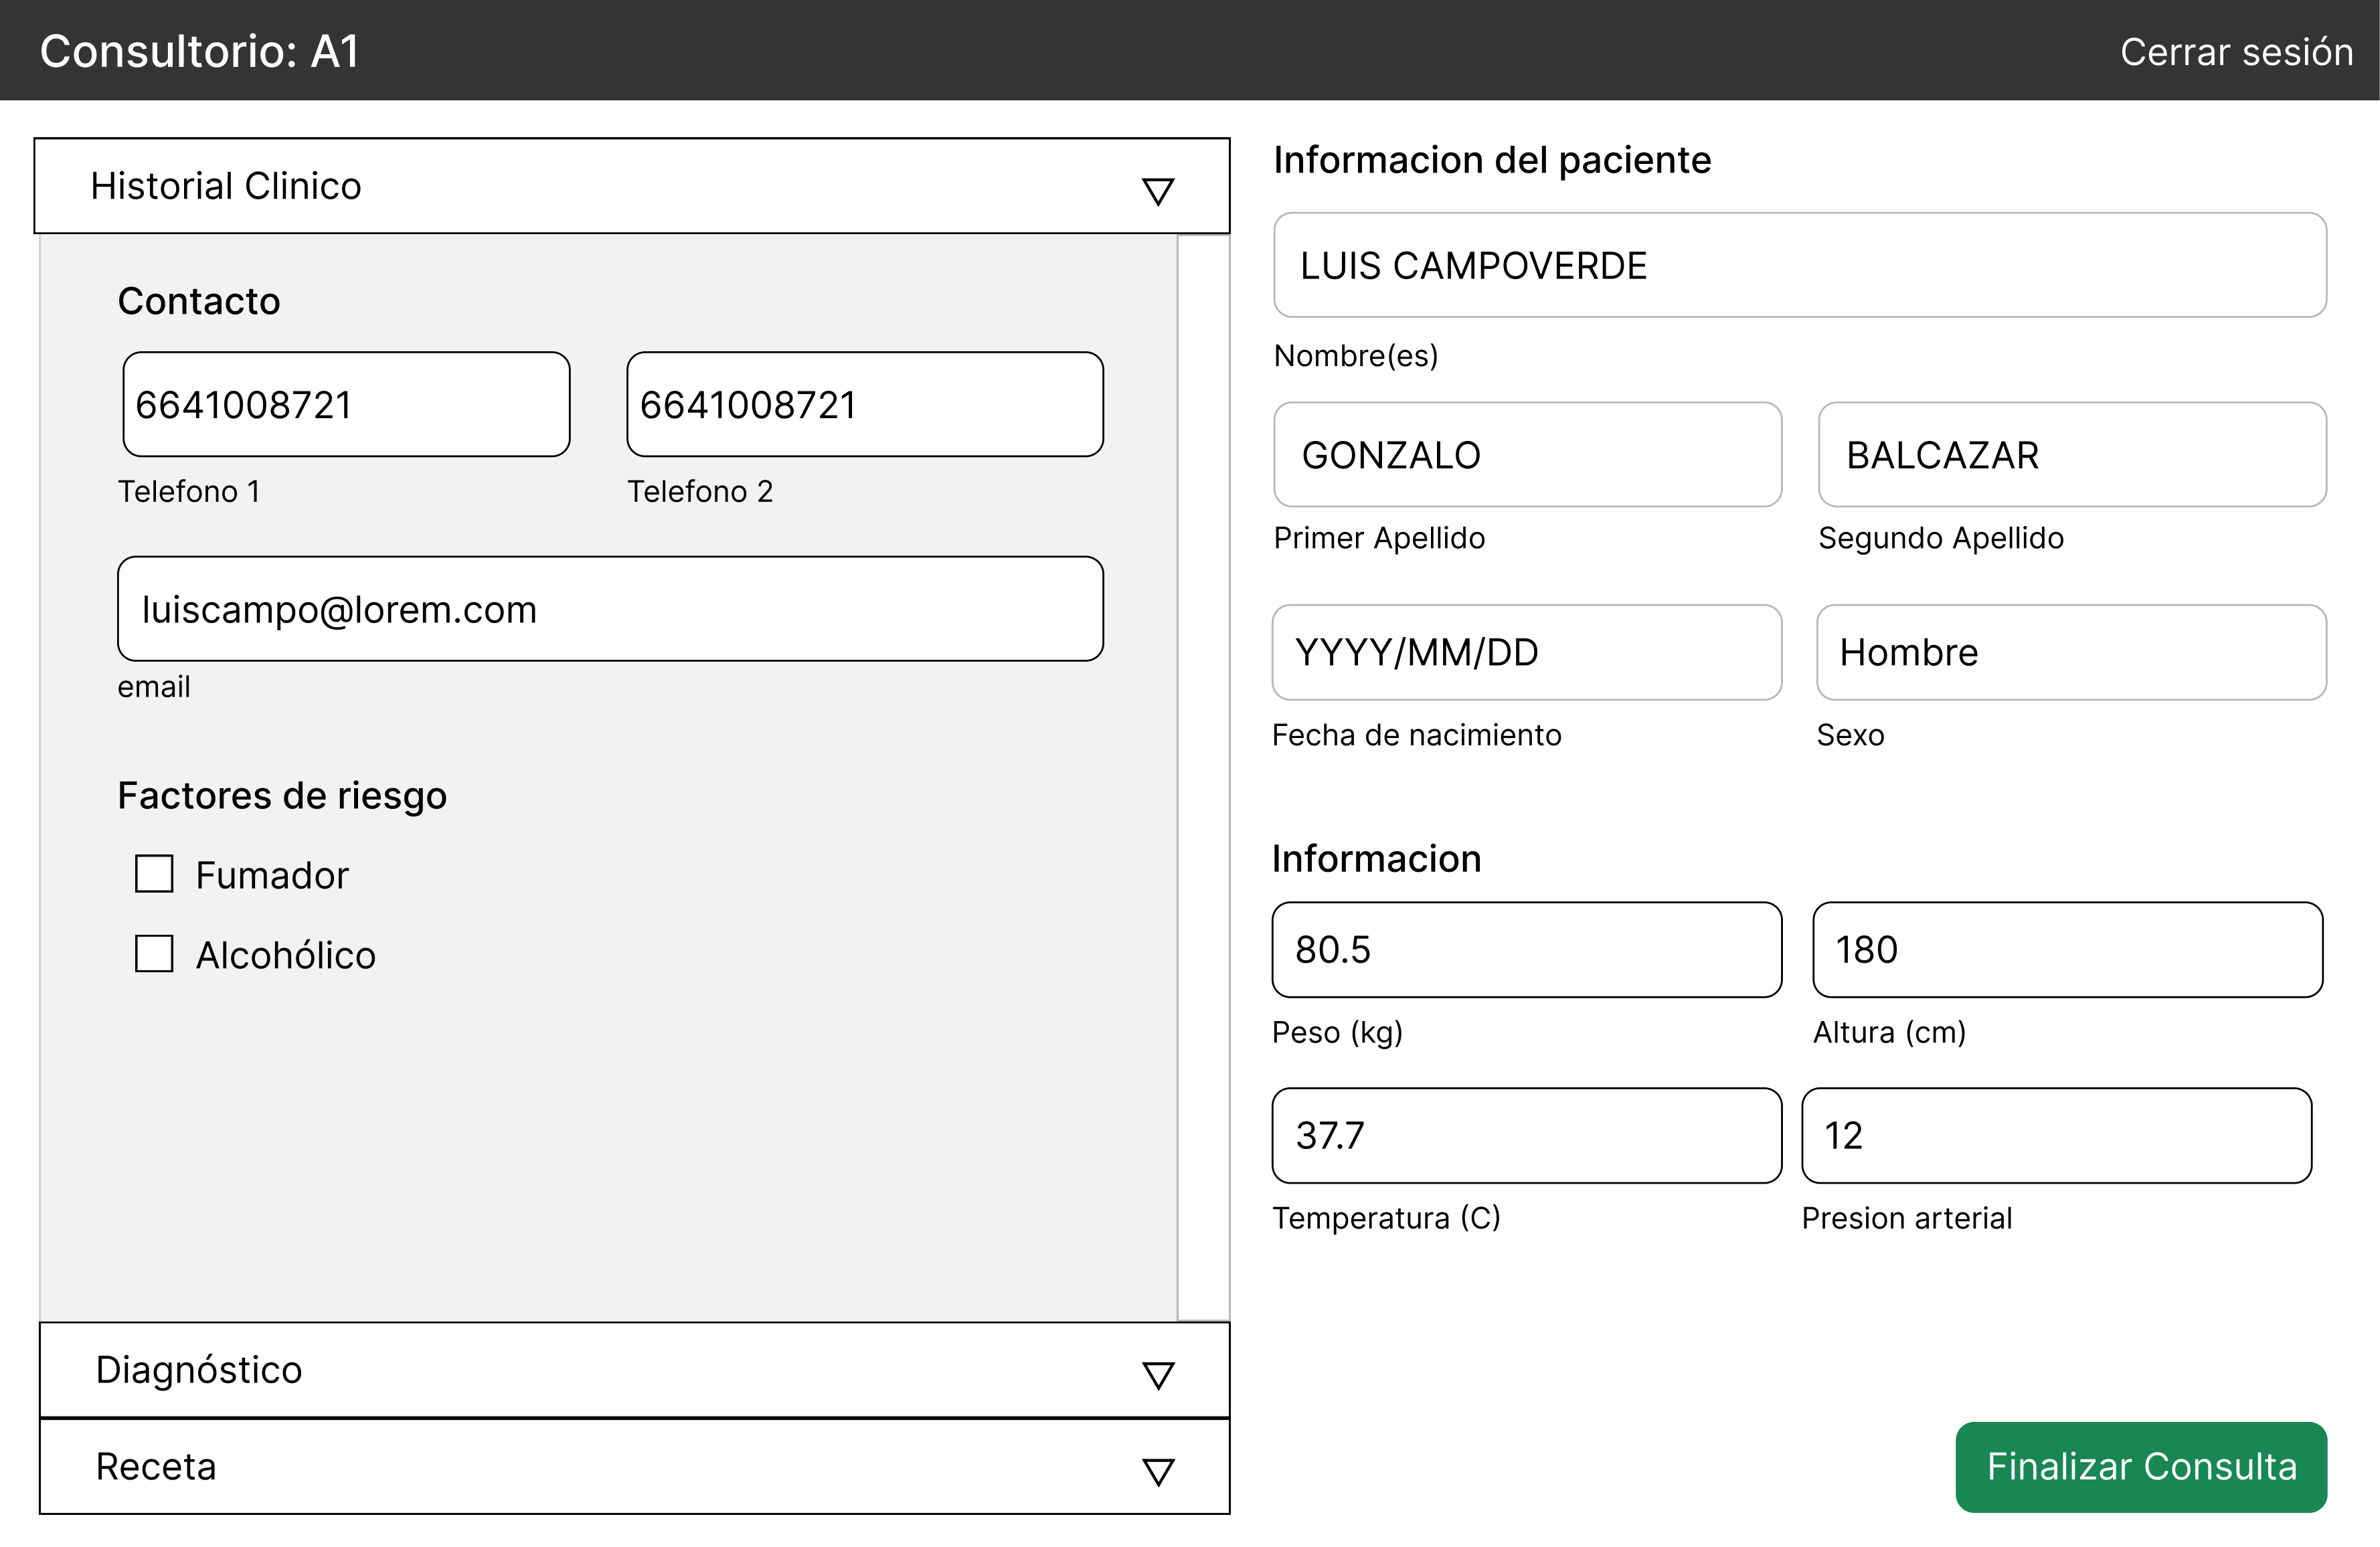 Consultorio: A1
Cerrar sesión
Historial Clinico
Contacto
6641008721
6641008721
Telefono 1
Telefono 2
luiscampo@lorem.com
email
Factores de riesgo
Fumador
Alcohólico
Diagnóstico
Receta
Informacion del paciente
LUIS CAMPOVERDE
Nombre(es)
GONZALO
BALCAZAR
Primer Apellido
Segundo Apellido
YYYY/MM/DD
Hombre
Fecha de nacimiento
Sexo
Informacion
80.5
180
Peso (kg)
Altura (cm)
37.7
12
Temperatura (C)
Presion arterial
Finalizar Consulta